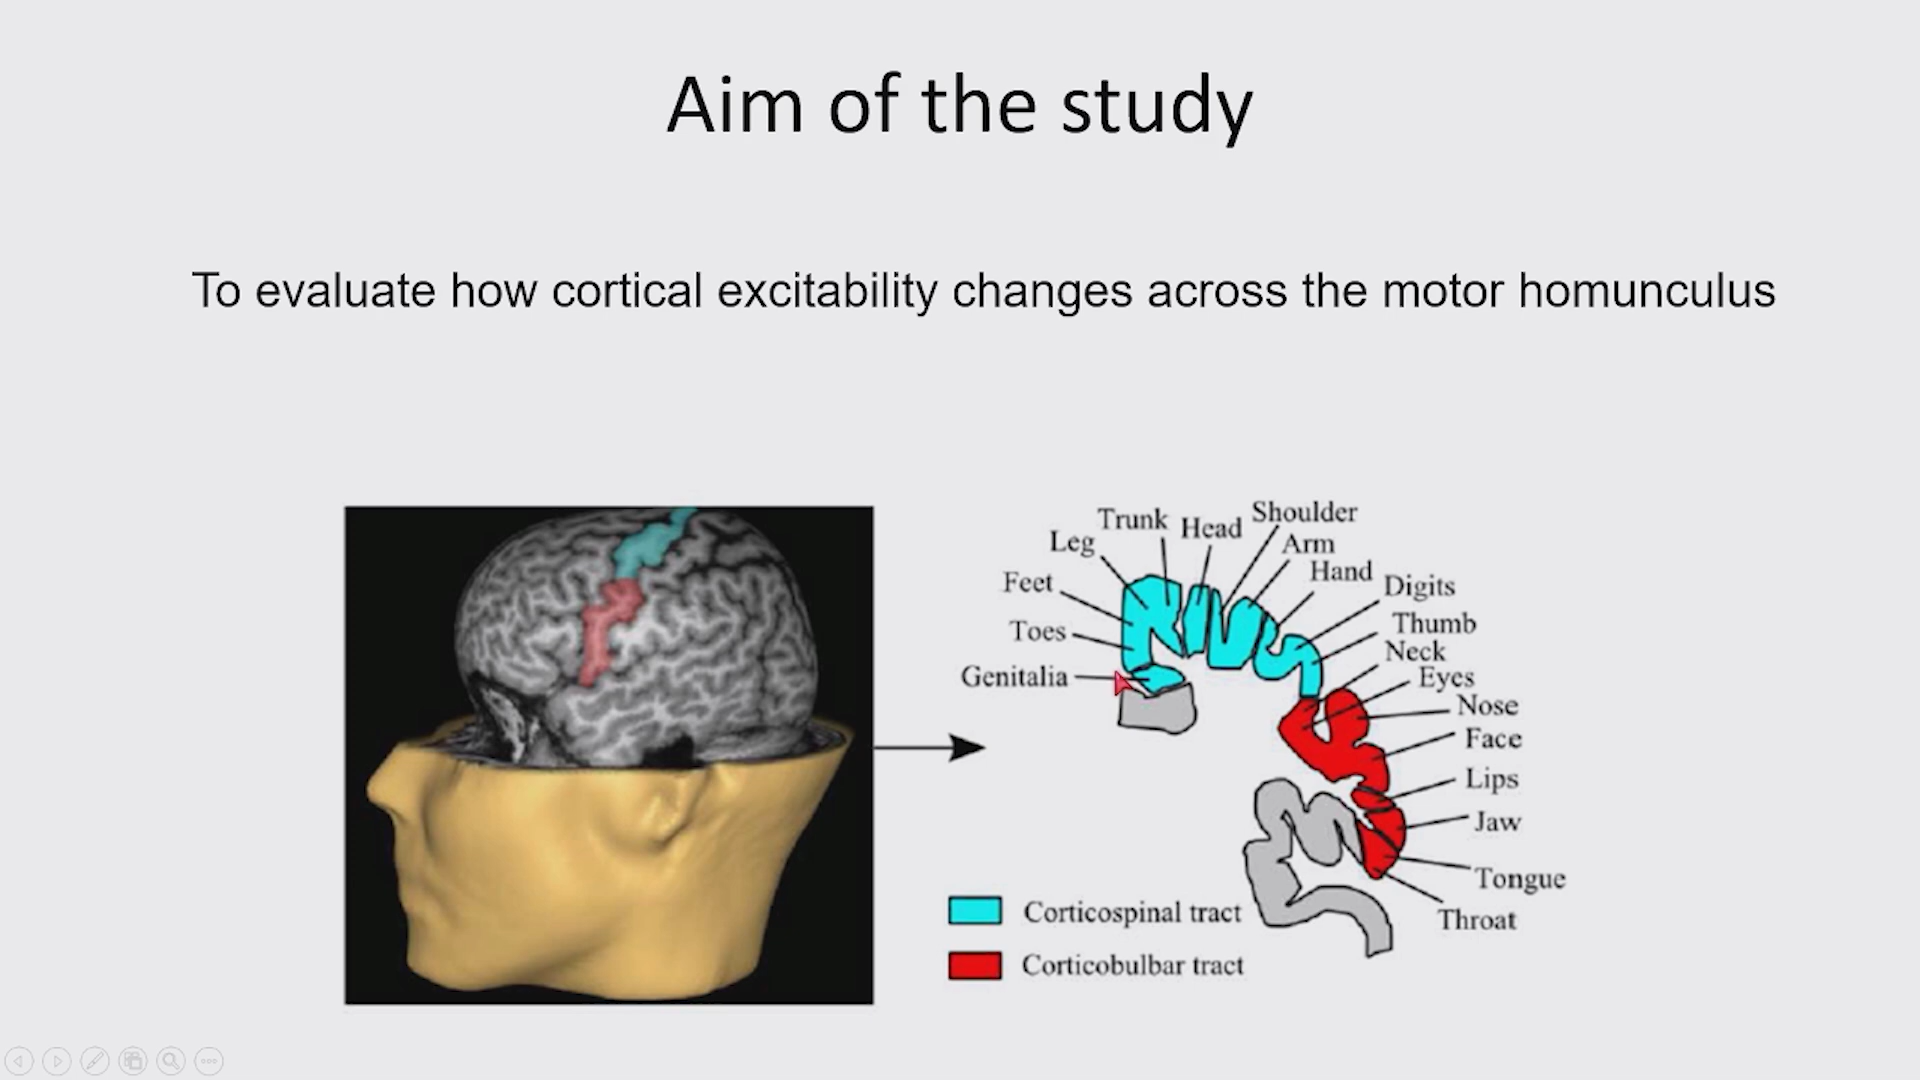 Aim of the study
To evaluate how cortical excitability changes across the motor homunculus
Shoulder
Trunk
Head
Leg
Arm
Hand
Feet
Digits
Toes
Thumb
Neck
Genitalia
Eyes
Nose
Face
Lips
Jaw
Tongue
Throat
Corticospinal tract
Corticobulbar tract